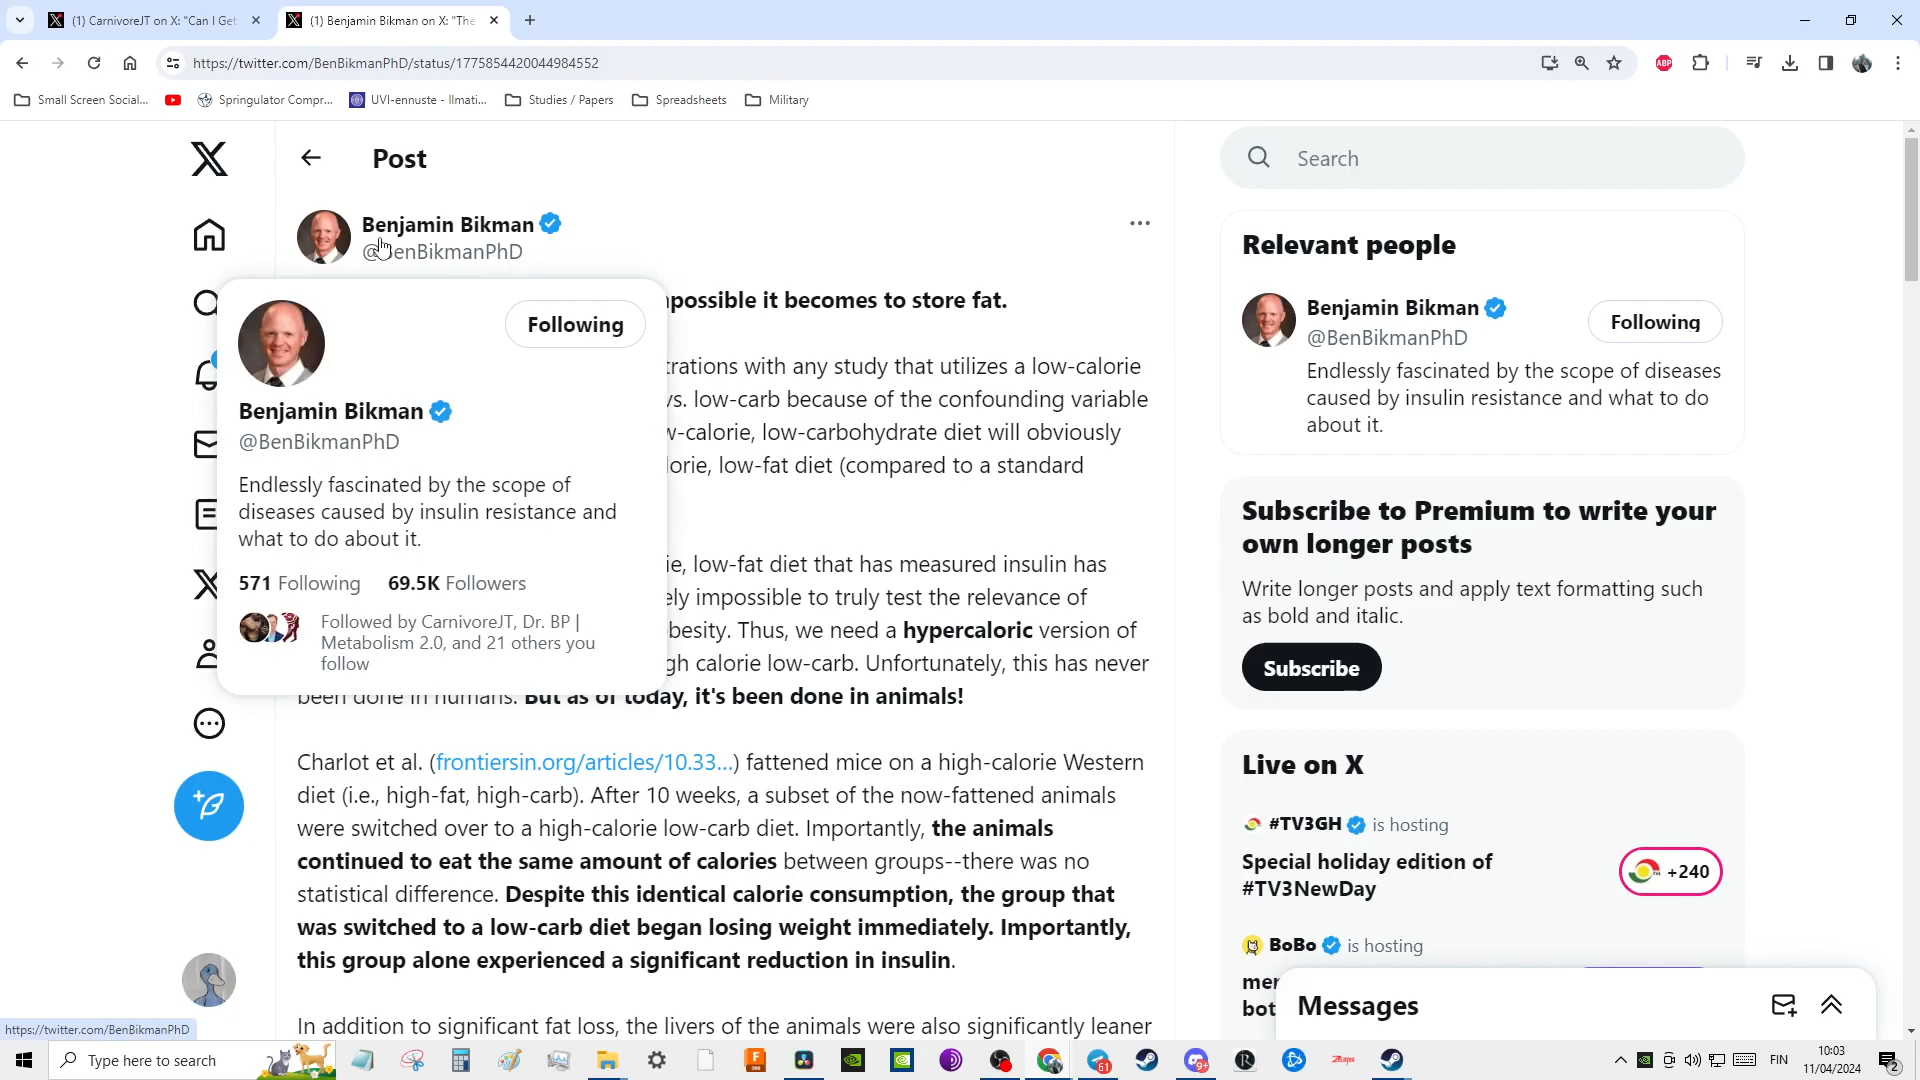 (1) CarnivoreJT on X: "Can I Get
(1) Benjamin Bikman on X: "The
https://twitter.com/BenBikmanPhD/status/1775854420044984552
ABP
Small Screen Social...
Springulator Compr...
UVI-ennuste - Ilmati...
Studies / Papers
Spreadsheets
Military
Post
Benjamin Bikman
@BenBikmanPhD
possible it becomes to store fat.
trations with any study that utilizes a low-calorie
vs. low-carb because of the confounding variable
w-calorie, low-carbohydrate diet will obviously
lorie, low-fat diet (compared to a standard
ie, low-fat diet that has measured insulin has
ely impossible to truly test the relevance of
besity. Thus, we need a hypercaloric version of
gh calorie low-carb. Unfortunately, this has never
been done in humans. But as of today, it's been done in animals!
Following
Benjamin Bikman
@BenBikmanPhD
Endlessly fascinated by the scope of
diseases caused by insulin resistance and
what to do about it.
571 Following 69.5K Followers
Followed by CarnivoreJT, Dr. BP |
Metabolism 2.0, and 21 others you
follow
Charlot et al. (frontiersin.org/articles/10.33...) fattened mice on a high-calorie Western
diet (i.e., high-fat, high-carb). After 10 weeks, a subset of the now-fattened animals
were switched over to a high-calorie low-carb diet. Importantly, the animals
continued to eat the same amount of calories between groups--there was no
statistical difference. Despite this identical calorie consumption, the group that
was switched to a low-carb diet began losing weight immediately. Importantly,
this group alone experienced a significant reduction in insulin.
In addition to significant fat loss, the livers of the animals were also significantly leaner
Search
Relevant people
Benjamin Bikman
@BenBikmanPhD
Following
Endlessly fascinated by the scope of diseases
caused by insulin resistance and what to do
about it.
Subscribe to Premium to write your
own longer posts
Write longer posts and apply text formatting such
as bold and italic.
Subscribe
Live on X
#TV3GH is hosting
Special holiday edition of
#TV3NewDay
+240
BoBo is hosting
Messages
https://twitter.com/BenBikmanPhD
Type here to search
61
9+
FIN
10:03
11/04/2024
2